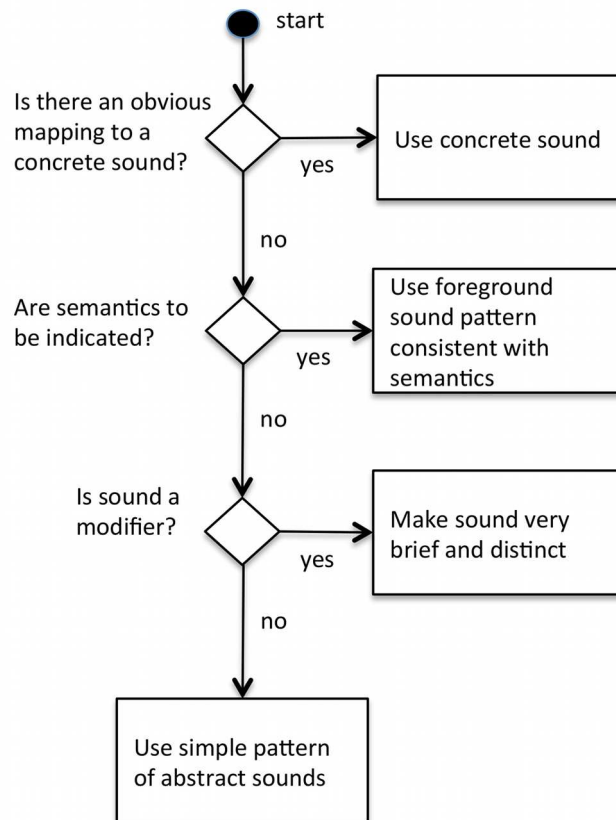 start
Is there an obvious
mapping to a
concrete sound?
Use concrete sound
yes
no
Are semantics to
be indicated?
Use foreground
sound pattern
consistent with
semantics
yes
no
Is sound a
modifier?
Make sound very
brief and distinct
yes
no
Use simple pattern
of abstract sounds